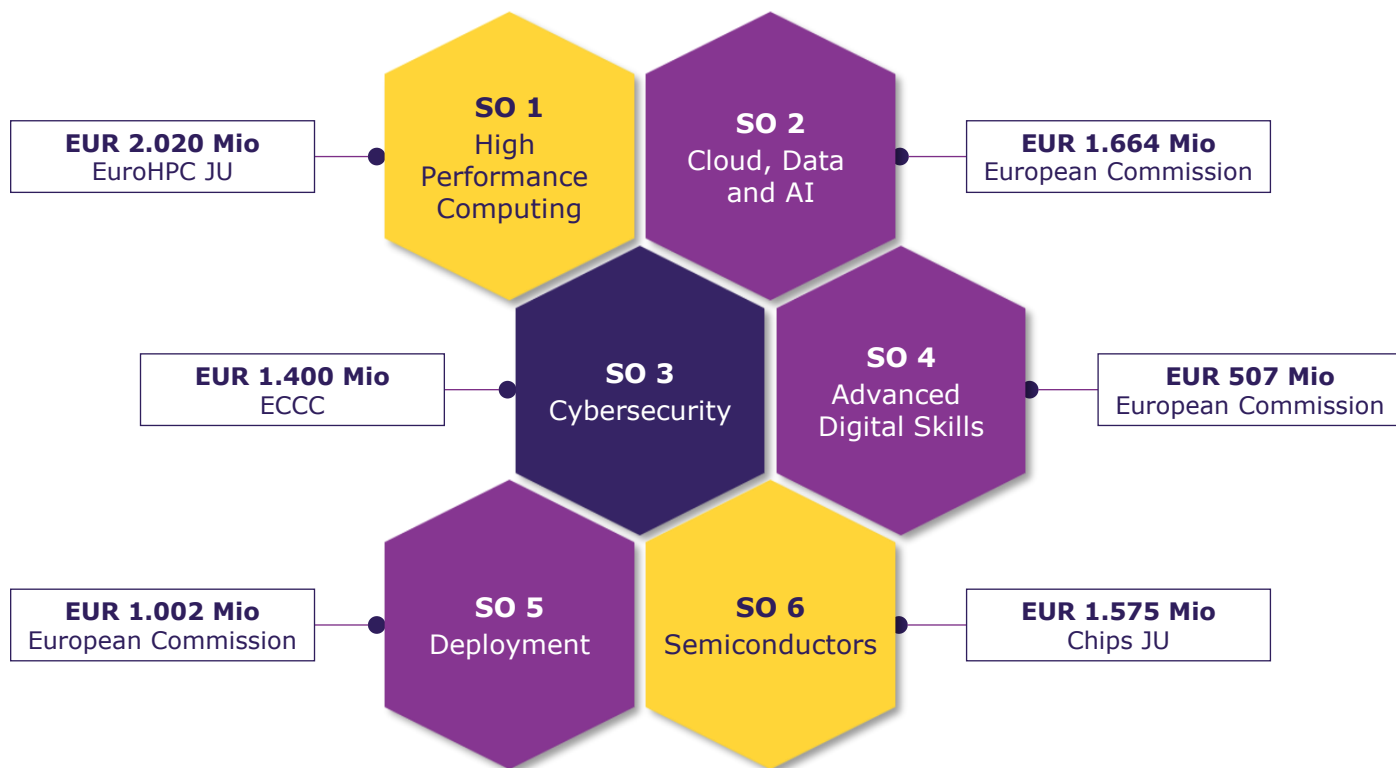 EUR 2.020 Mio
EuroHPC JU
SO 1
High
Performance
Computing
SO 2
Cloud, Data
and AI
EUR 1.664 Mio
European Commission
EUR 1.400 Mio
ECCC
SO 3
Cybersecurity
SO 4
Advanced
Digital Skills
EUR 507 Mio
European Commission
EUR 1.002 Mio
European Commission
SO 5
Deployment
SO 6
Semiconductors
EUR 1.575 Mio
Chips JU